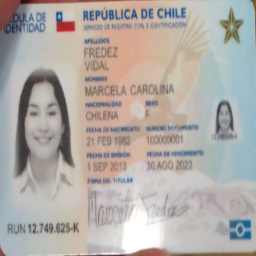 CÉDULA DE IDENTIDAD
REPÚBLICA DE CHILE
SERVICIO DE REGISTRO CIVIL E IDENTIFICACIÓN
APELLIDOS
FREDEZ
VIDAL
NOMBRES
MARCELA CAROLINA
NACIONALIDAD SEXO
CHILENA F
FECHA DE NACIMIENTO NÚMERO DOCUMENTO
21 FEB 1982 100000001
FECHA DE EMISIÓN FECHA DE VENCIMIENTO
1 SEP 2013 30 AGO 2023
FIRMA DEL TITULAR
Marcela Fredez
RUN 12.749.625-K